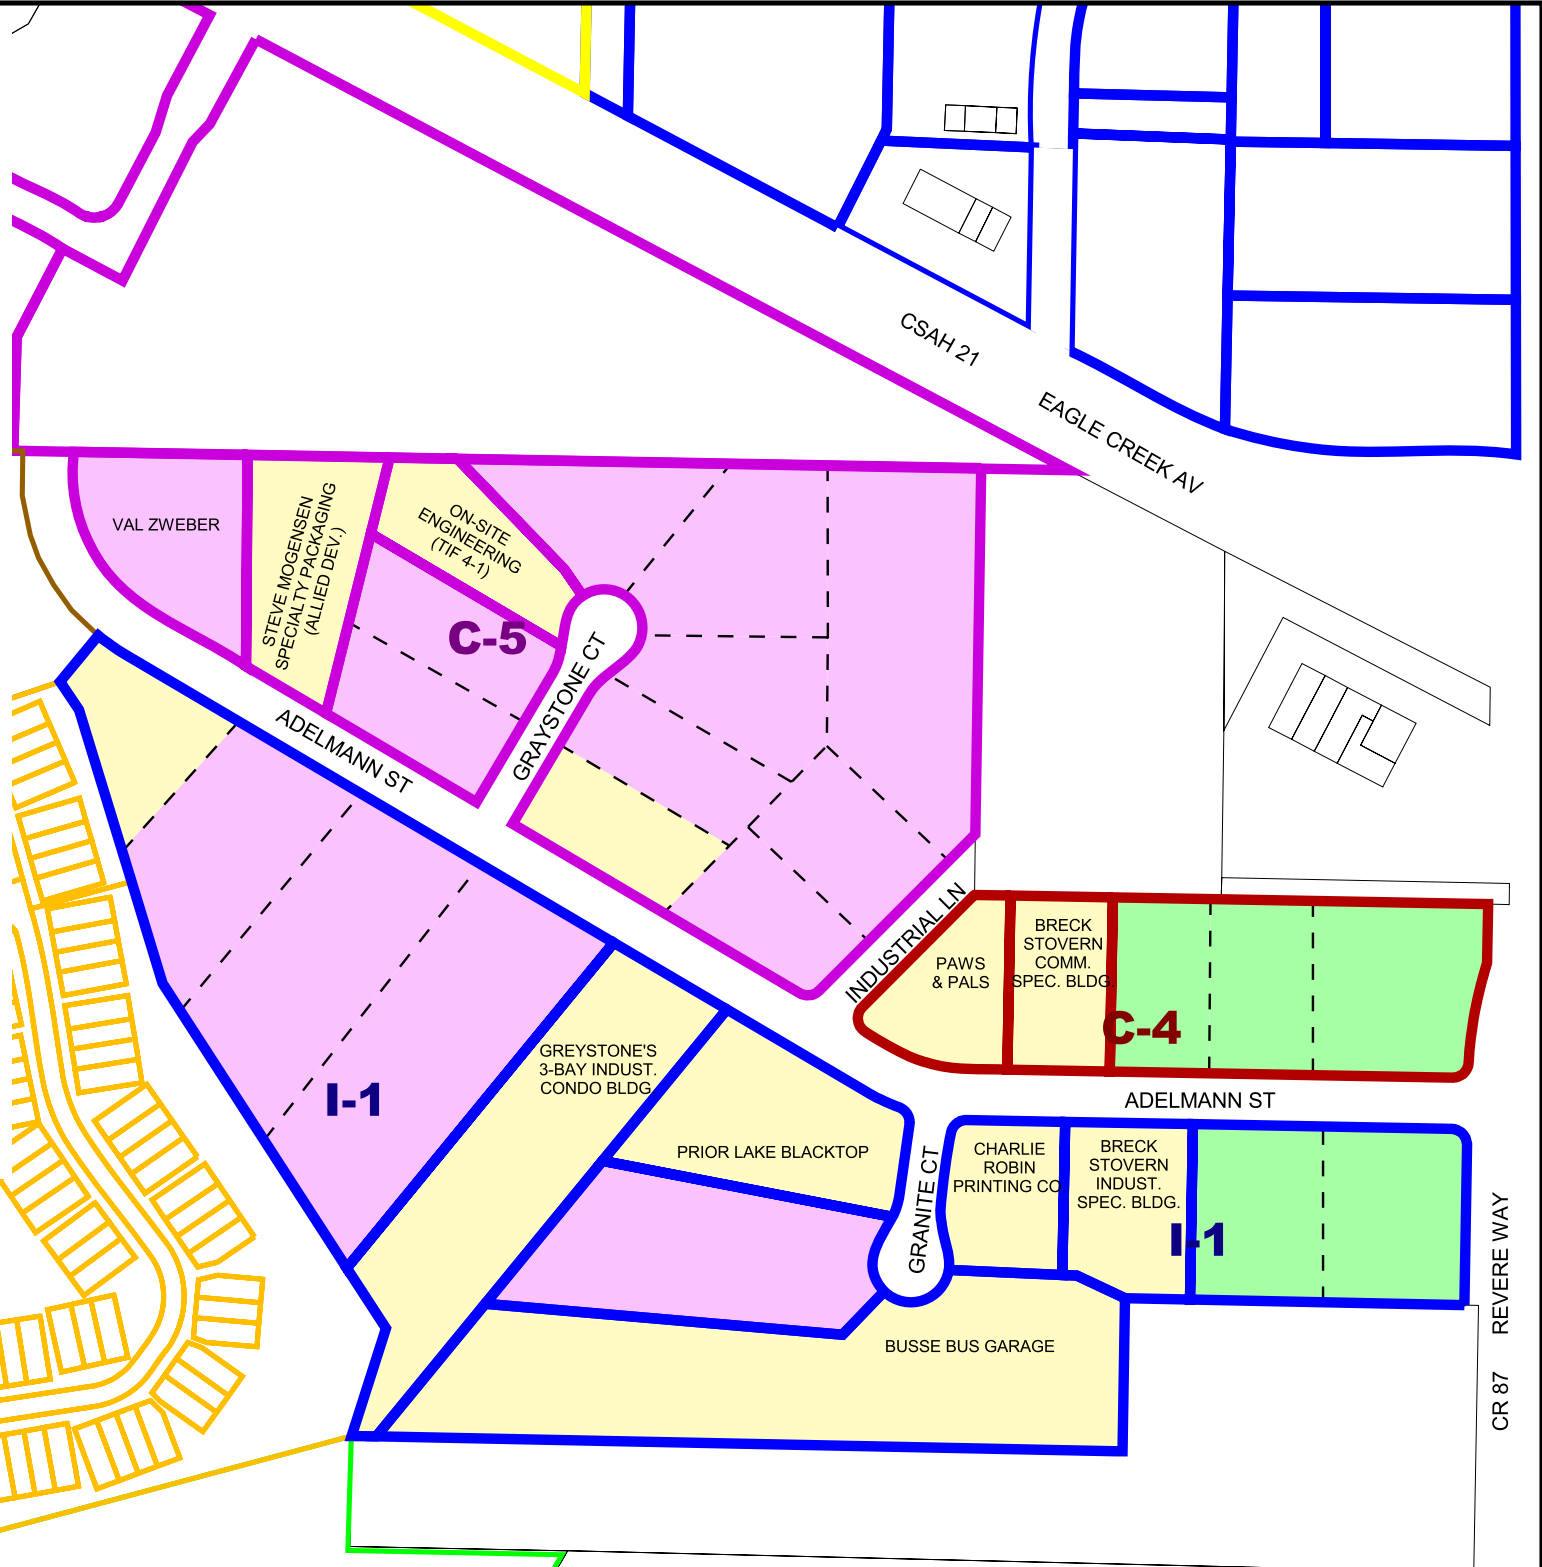 CSAH 21
EAGLE CREEK AV
VAL ZWEBER
STEVE MOGENSEN
SPECIALTY PACKAGING
(ALLIED DEV.)
ON-SITE
ENGINEERING
(TIF 4-1)
C-5
GRAYSTONE CT
ADELMANN ST
INDUSTRIAL LN
PAWS
& PALS
BRECK
STOVERN
COMM.
SPEC. BLDG.
C-4
GREYSTONE'S
3-BAY INDUST.
CONDO BLDG.
I-1
ADELMANN ST
PRIOR LAKE BLACKTOP
GRANITE CT
CHARLIE
ROBIN
PRINTING CO.
BRECK
STOVERN
INDUST.
SPEC. BLDG.
I-1
BUSSE BUS GARAGE
CR 87 REVERE WAY